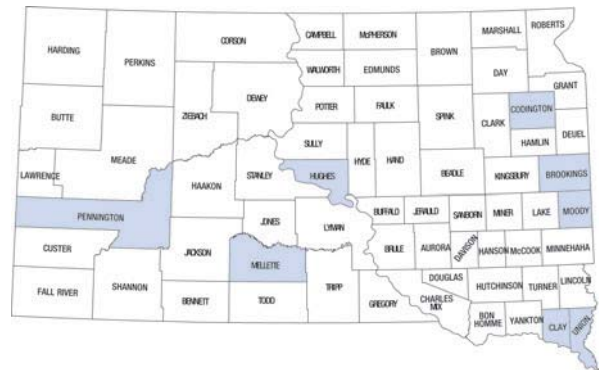 HARDING
PERKINS
CORSON
CAMPBELL
McPHERSON
BROWN
MARSHALL
ROBERTS
WALWORTH
EDMUNDS
DAY
GRANT
BUTTE
ZIEBACH
DEWEY
POTTER
FAULK
SPINK
CLARK
CODINGTON
HAMLIN
DEUEL
MEADE
SULLY
HYDE
HAND
BEADLE
KINGSBURY
BROOKINGS
LAWRENCE
HAAKON
STANLEY
HUGHES
PENNINGTON
JONES
LYMAN
BUFFALO
JERAULD
SANBORN
MINER
LAKE
MOODY
CUSTER
JACKSON
MELLETTE
BRULE
AURORA
DAVISON
HANSON
McCOOK
MINNEHAHA
FALL RIVER
SHANNON
BENNETT
TODD
TRIPP
GREGORY
CHARLES
MIX
DOUGLAS
HUTCHINSON
TURNER
LINCOLN
BON
HOMME
YANKTON
CLAY
UNION